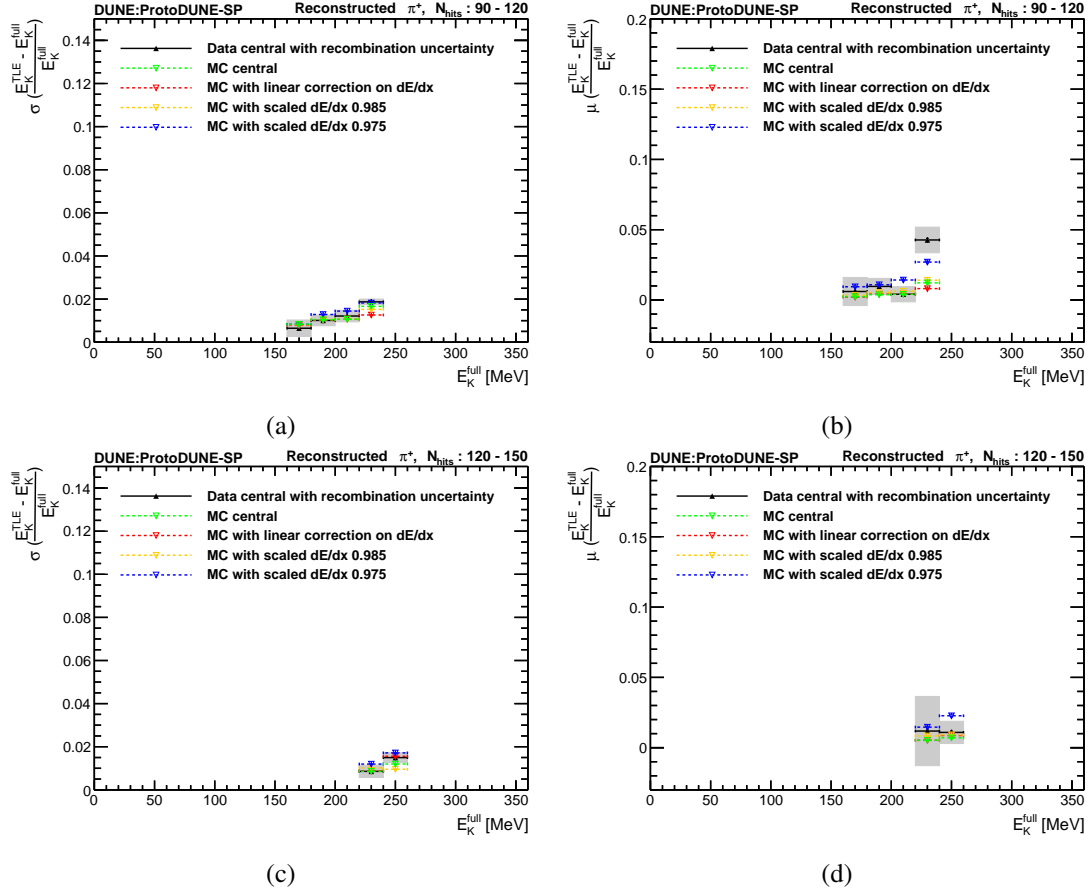 DUNE:ProtoDUNE-SP Reconstructed π⁺, N_hits : 90 - 120
Data central with recombination uncertainty
MC central
MC with linear correction on dE/dx
MC with scaled dE/dx 0.985
MC with scaled dE/dx 0.975
σ (E_K^TLE - E_K^full / E_K^full)
0.14
0.12
0.1
0.08
0.06
0.04
0.02
0
0 50 100 150 200 250 300 350
E_K^full [MeV]
(a)
DUNE:ProtoDUNE-SP Reconstructed π⁺, N_hits : 90 - 120
Data central with recombination uncertainty
MC central
MC with linear correction on dE/dx
MC with scaled dE/dx 0.985
MC with scaled dE/dx 0.975
μ (E_K^TLE - E_K^full / E_K^full)
0.2
0.15
0.1
0.05
0
0 50 100 150 200 250 300 350
E_K^full [MeV]
(b)
DUNE:ProtoDUNE-SP Reconstructed π⁺, N_hits : 120 - 150
Data central with recombination uncertainty
MC central
MC with linear correction on dE/dx
MC with scaled dE/dx 0.985
MC with scaled dE/dx 0.975
σ (E_K^TLE - E_K^full / E_K^full)
0.14
0.12
0.1
0.08
0.06
0.04
0.02
0
0 50 100 150 200 250 300 350
E_K^full [MeV]
(c)
DUNE:ProtoDUNE-SP Reconstructed π⁺, N_hits : 120 - 150
Data central with recombination uncertainty
MC central
MC with linear correction on dE/dx
MC with scaled dE/dx 0.985
MC with scaled dE/dx 0.975
μ (E_K^TLE - E_K^full / E_K^full)
0.2
0.15
0.1
0.05
0
0 50 100 150 200 250 300 350
E_K^full [MeV]
(d)